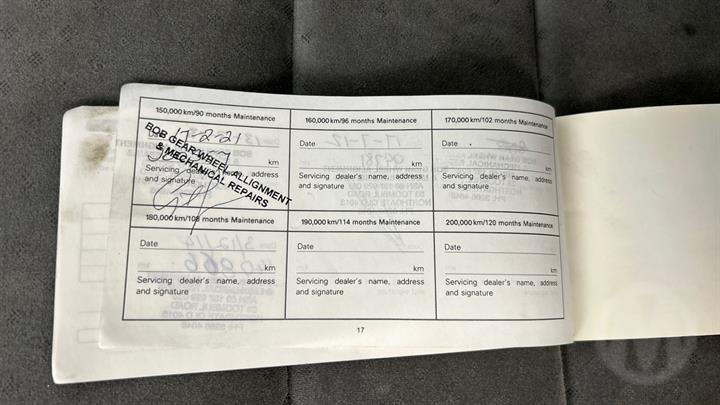 150,000 km/90 months Maintenance
Date 17-2-21
km
Servicing dealer's name, address
and signature
BOB GEAR WHEEL ALLIGNMENT
& MECHANICAL REPAIRS
160,000 km/96 months Maintenance
Date
km
Servicing dealer's name, address
and signature
170,000 km/102 months Maintenance
Date
km
Servicing dealer's name, address
and signature
180,000 km/108 months Maintenance
Date
km
Servicing dealer's name, address
and signature
190,000 km/114 months Maintenance
Date
km
Servicing dealer's name, address
and signature
200,000 km/120 months Maintenance
Date
km
Servicing dealer's name, address
and signature
17